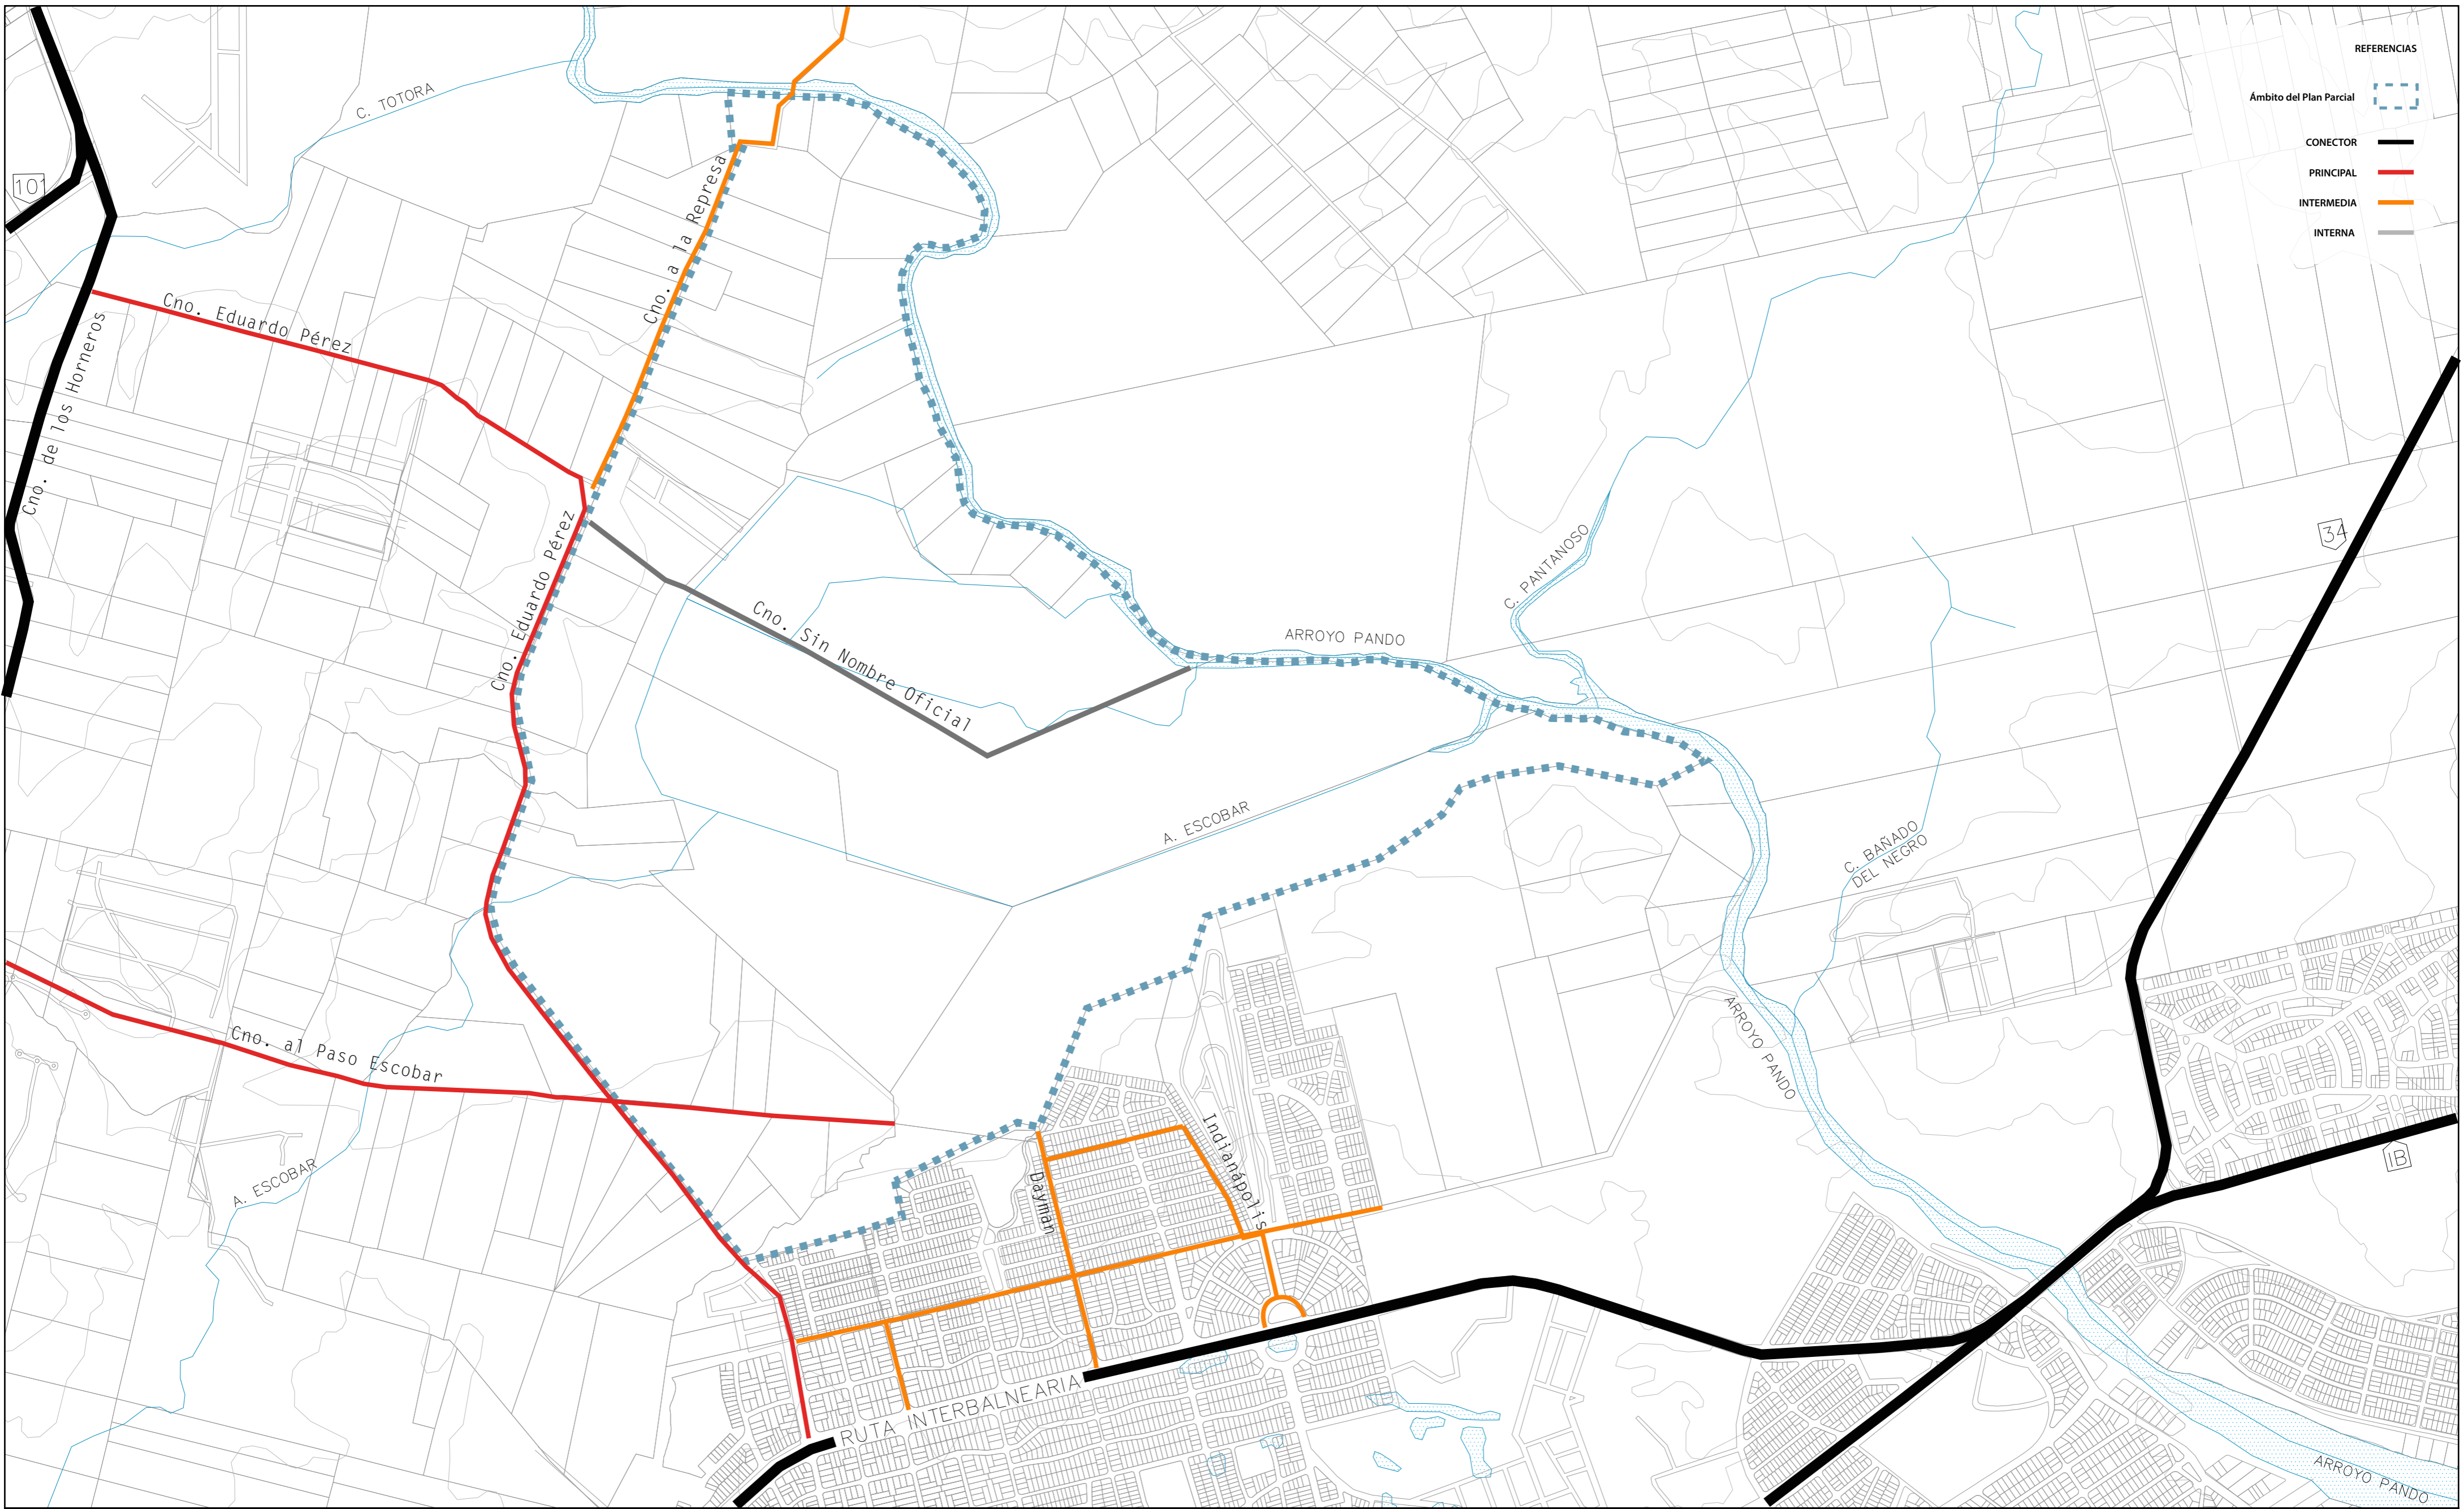 REFERENCIAS
Ámbito del Plan Parcial
CONECTOR
PRINCIPAL
INTERMEDIA
INTERNA
C. TOTORA
101
Cno. a la Represa
Cno. Eduardo Pérez
Cno. de los Horneros
34
Cno. Eduardo Pérez
C. PANTANOSO
Cno. Sin Nombre Oficial
ARROYO PANDO
A. ESCOBAR
C. BAÑADO
DEL NEGRO
ARROYO PANDO
Cno. al Paso Escobar
Indianápolis
Dayman
A. ESCOBAR
IB
RUTA INTERBALNEARIA
ARROYO PANDO